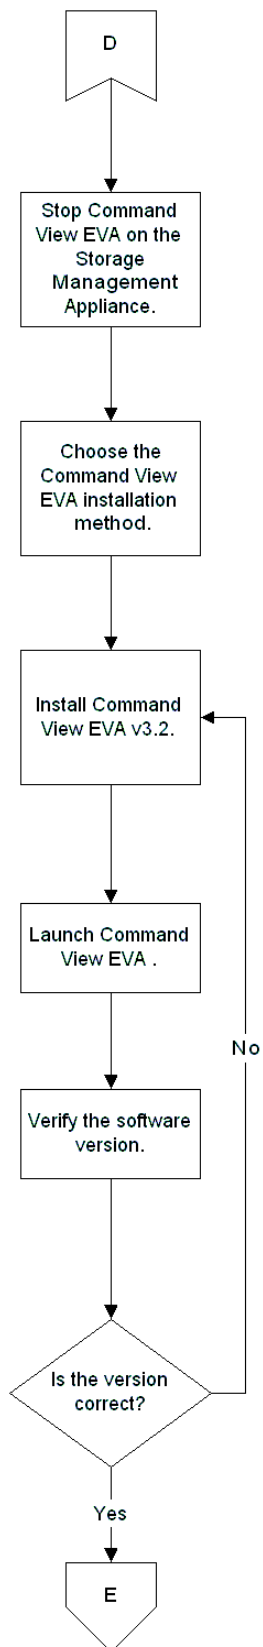 D
Stop Command
View EVA on the
Storage
Management
Appliance.
Choose the
Command View
EVA installation
method.
Install Command
View EVA v3.2.
Launch Command
View EVA .
No
Verify the software
version.
Is the version
correct?
Yes
E